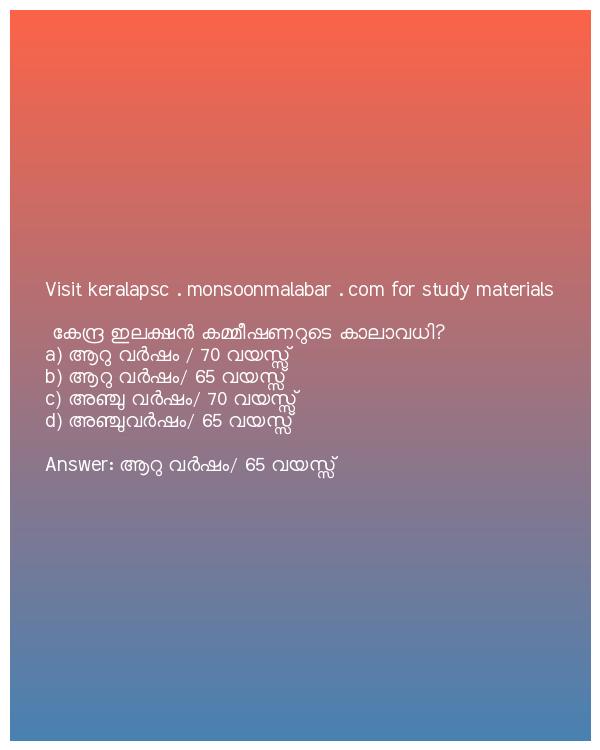 Visit keralapsc . monsoonmalabar . com for study materials
കേന്ദ്ര ഇലക്ഷൻ കമ്മീഷണറുടെ കാലാവധി?
a) ആറു വർഷം / 70 വയസ്സ്
b) ആറു വർഷം/ 65 വയസ്സ്
c) അഞ്ചു വർഷം/ 70 വയസ്സ്
d) അഞ്ചുവർഷം/ 65 വയസ്സ്
Answer: ആറു വർഷം/ 65 വയസ്സ്